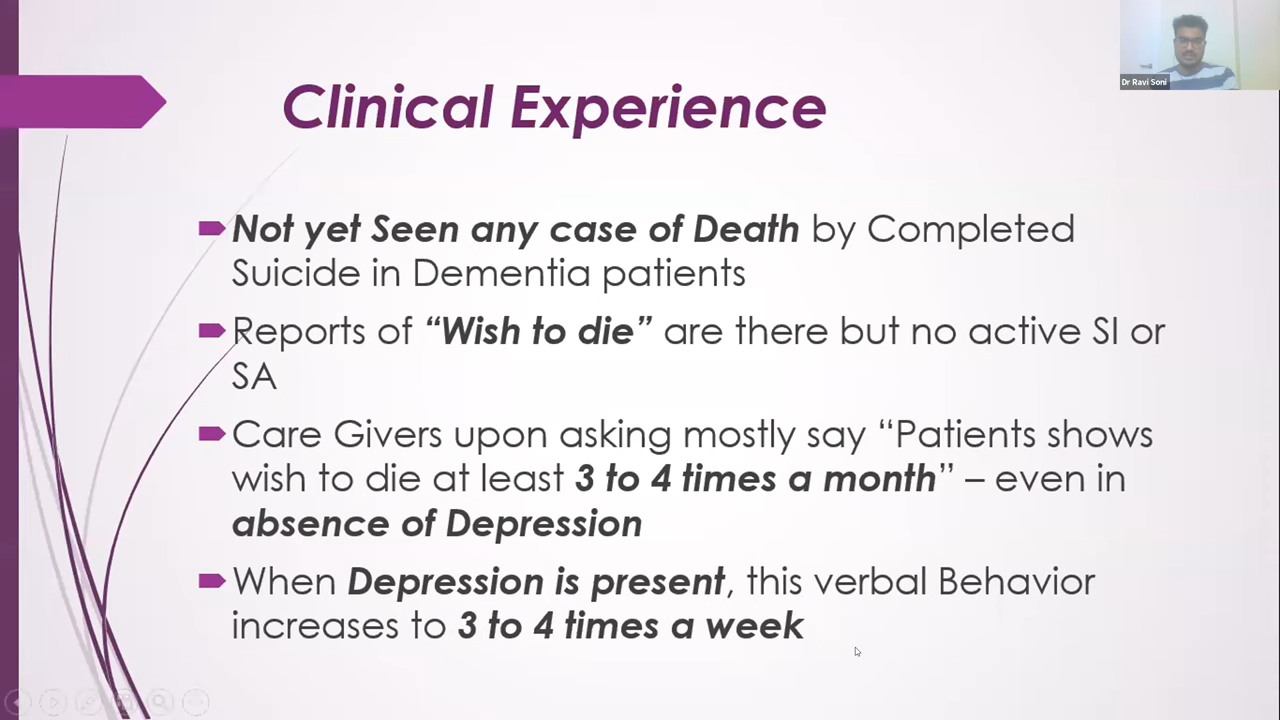 Dr Ravi Soni
Clinical Experience
Not yet Seen any case of Death by Completed
Suicide in Dementia patients
Reports of “Wish to die” are there but no active SI or
SA
Care Givers upon asking mostly say “Patients shows
wish to die at least 3 to 4 times a month” – even in
absence of Depression
When Depression is present, this verbal Behavior
increases to 3 to 4 times a week